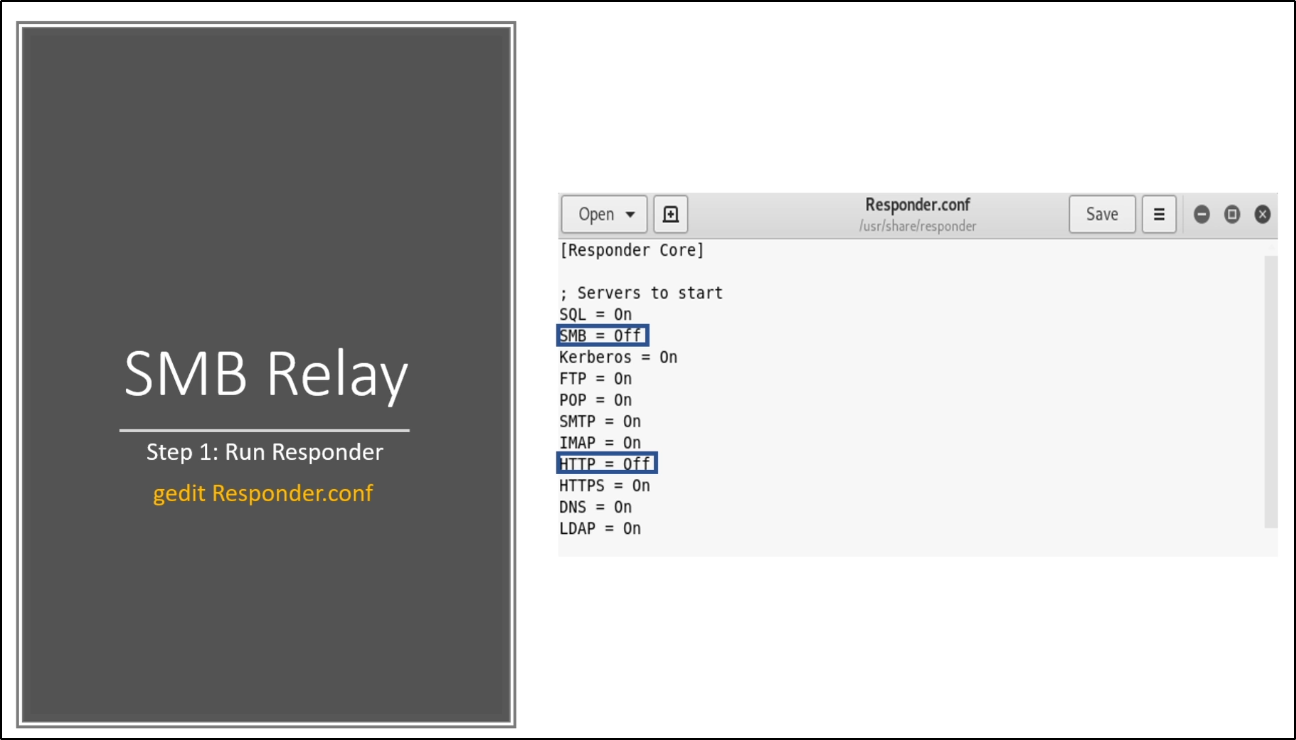 SMB Relay
Step 1: Run Responder
gedit Responder.conf
Open
Responder.conf
/usr/share/responder
Save
[Responder Core]
; Servers to start
SQL = On
SMB = Off
Kerberos = On
FTP = On
POP = On
SMTP = On
IMAP = On
HTTP = Off
HTTPS = On
DNS = On
LDAP = On